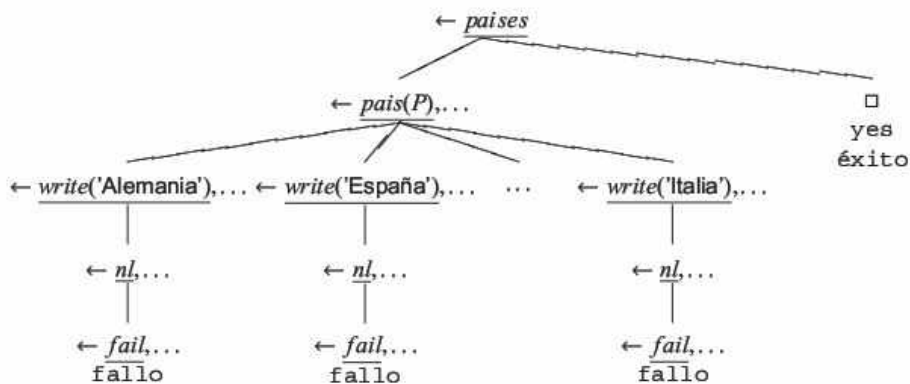 ← paises
← pais(P),...
□
yes
éxito
← write('Alemania'),... ← write('España'),... ... ← write('Italia'),...
← nl,... ← nl,... ← nl,...
← fail,... ← fail,... ← fail,...
fallo fallo fallo